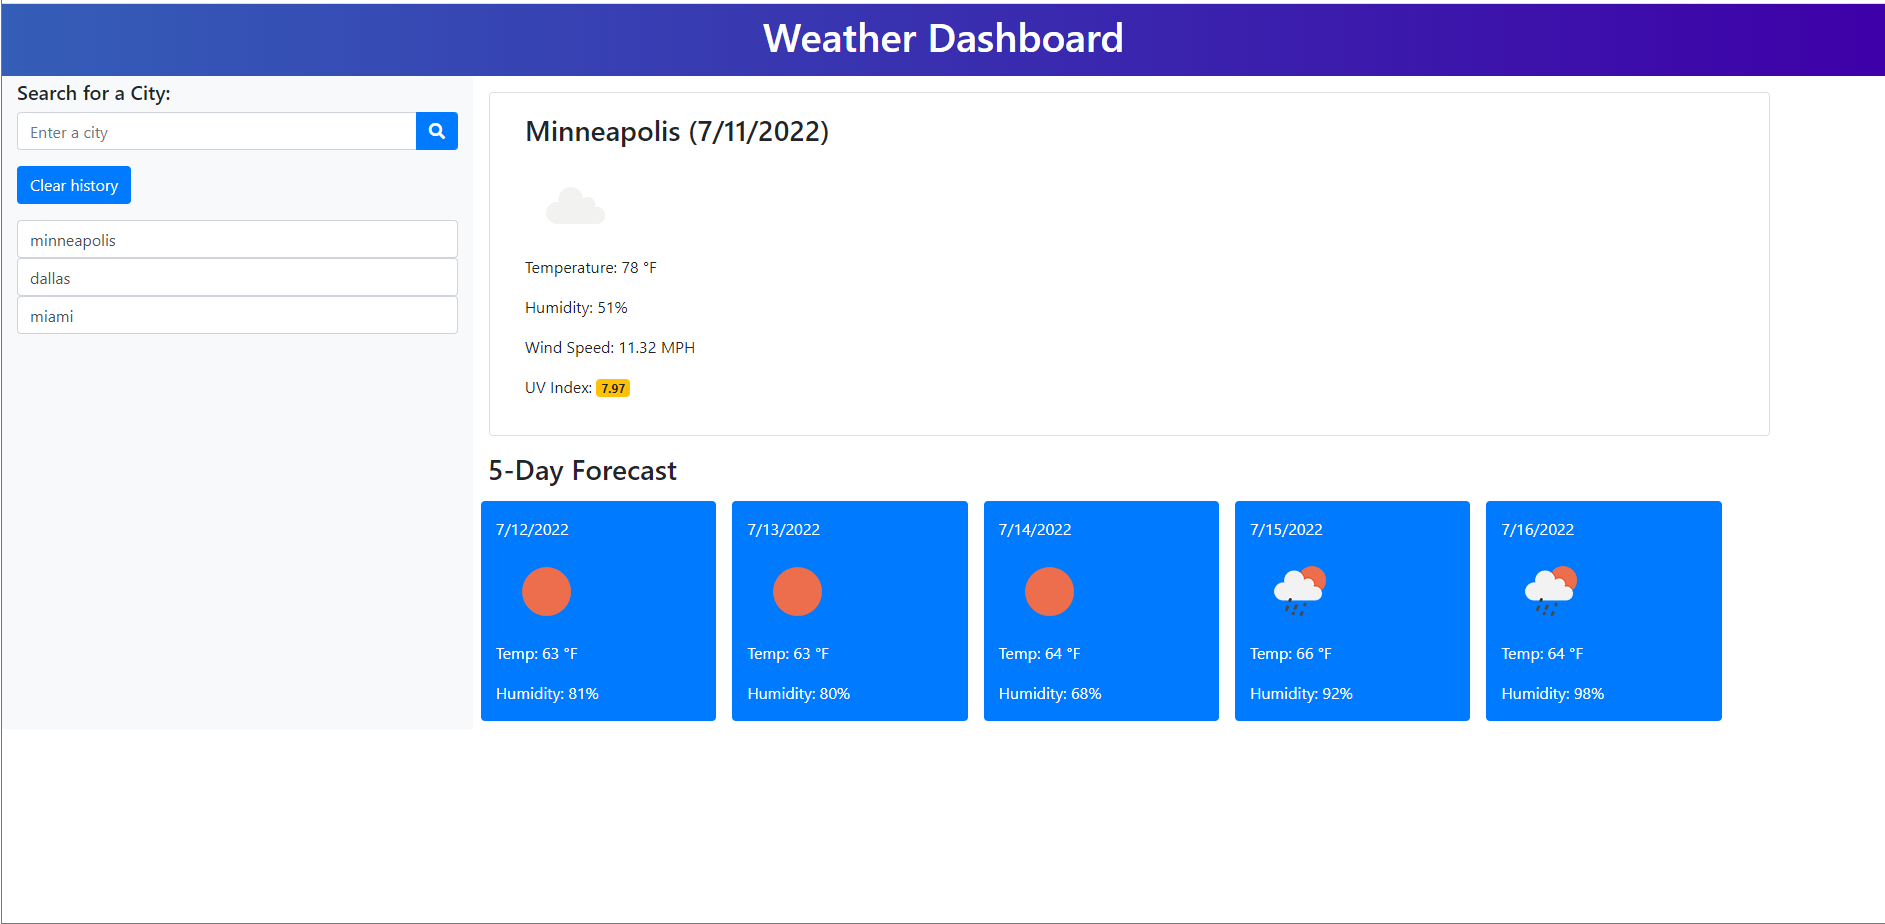 Weather Dashboard
Search for a City:
Enter a city
Clear history
minneapolis
dallas
miami
Minneapolis (7/11/2022)
Temperature: 78 °F
Humidity: 51%
Wind Speed: 11.32 MPH
UV Index: 7.97
5-Day Forecast
7/12/2022
Temp: 63 °F
Humidity: 81%
7/13/2022
Temp: 63 °F
Humidity: 80%
7/14/2022
Temp: 64 °F
Humidity: 68%
7/15/2022
Temp: 66 °F
Humidity: 92%
7/16/2022
Temp: 64 °F
Humidity: 98%